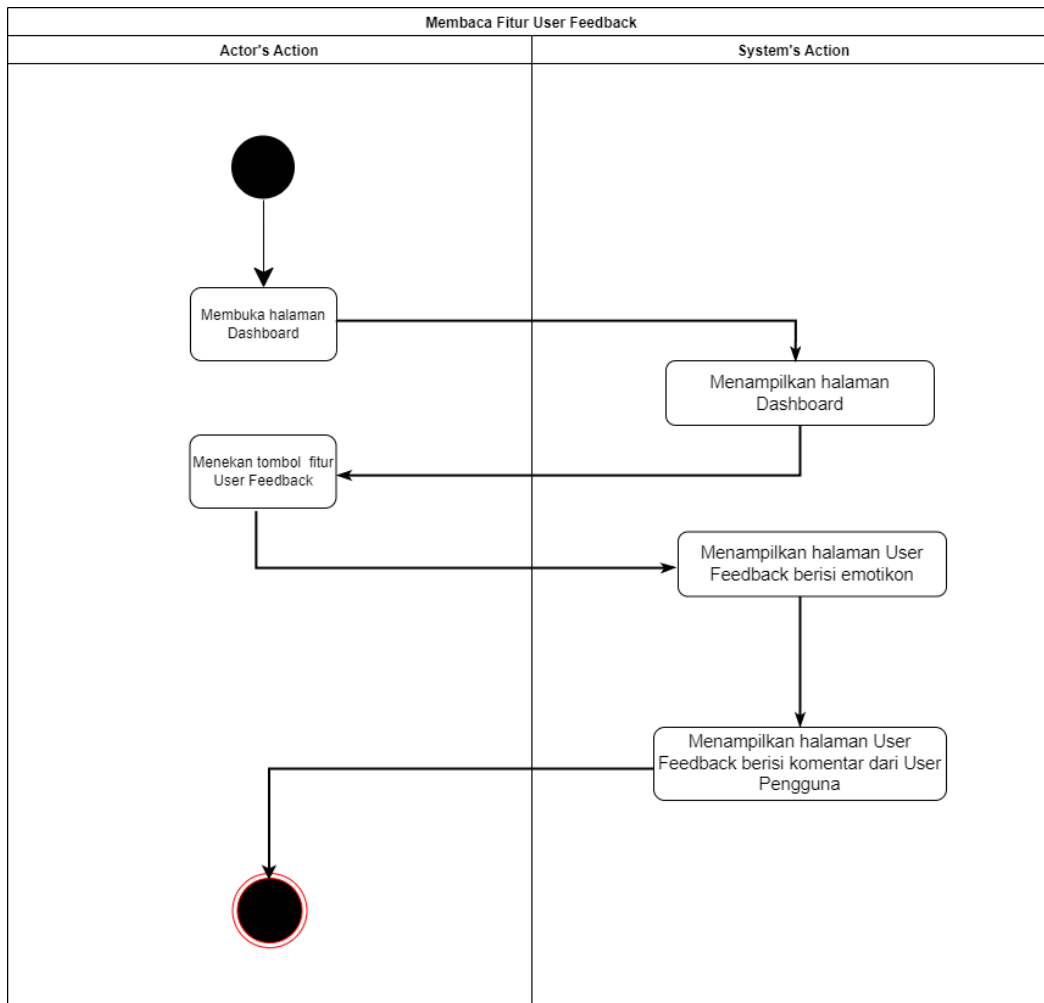 Membaca Fitur User Feedback
Actor's Action
System's Action
Membuka halaman
Dashboard
Menampilkan halaman
Dashboard
Menekan tombol fitur
User Feedback
Menampilkan halaman User
Feedback berisi emotikon
Menampilkan halaman User
Feedback berisi komentar dari User
Pengguna